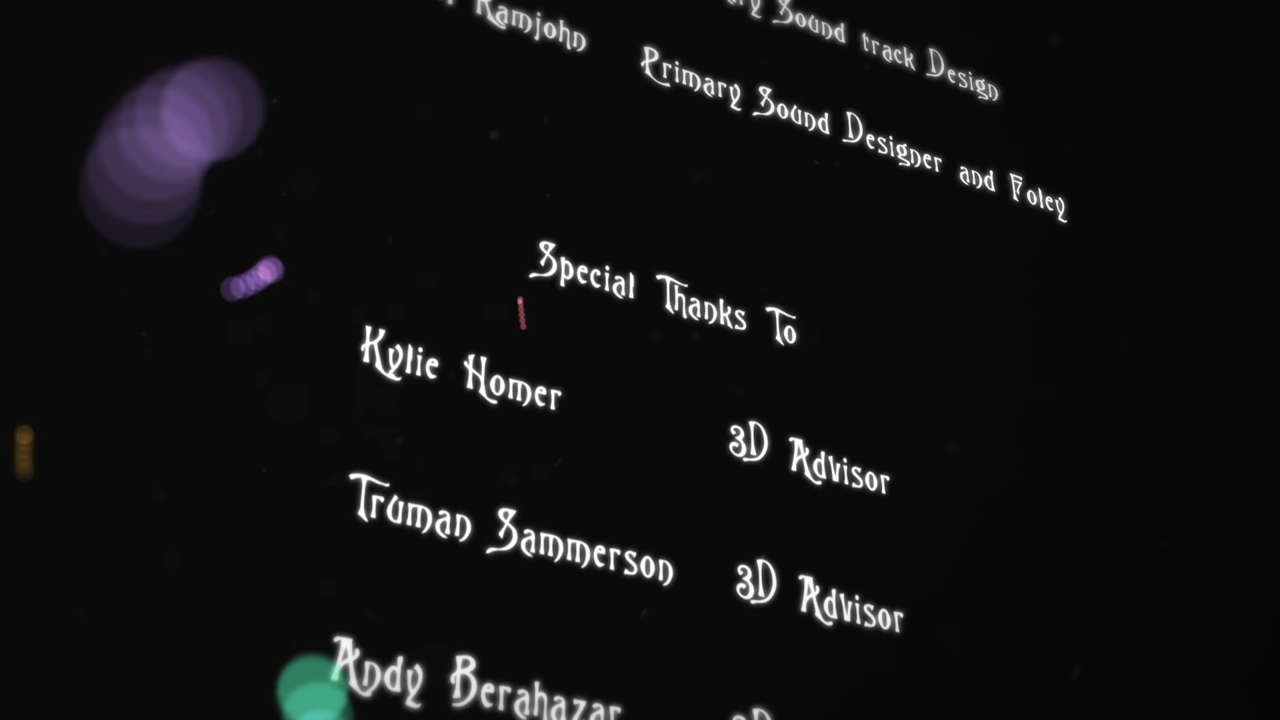 Sound track Design
Ramjohn Primary Sound Designer and Foley
Special Thanks To
Kylie Homer 3D Advisor
Truman Sammerson 3D Advisor
Andy Berahazar 3D